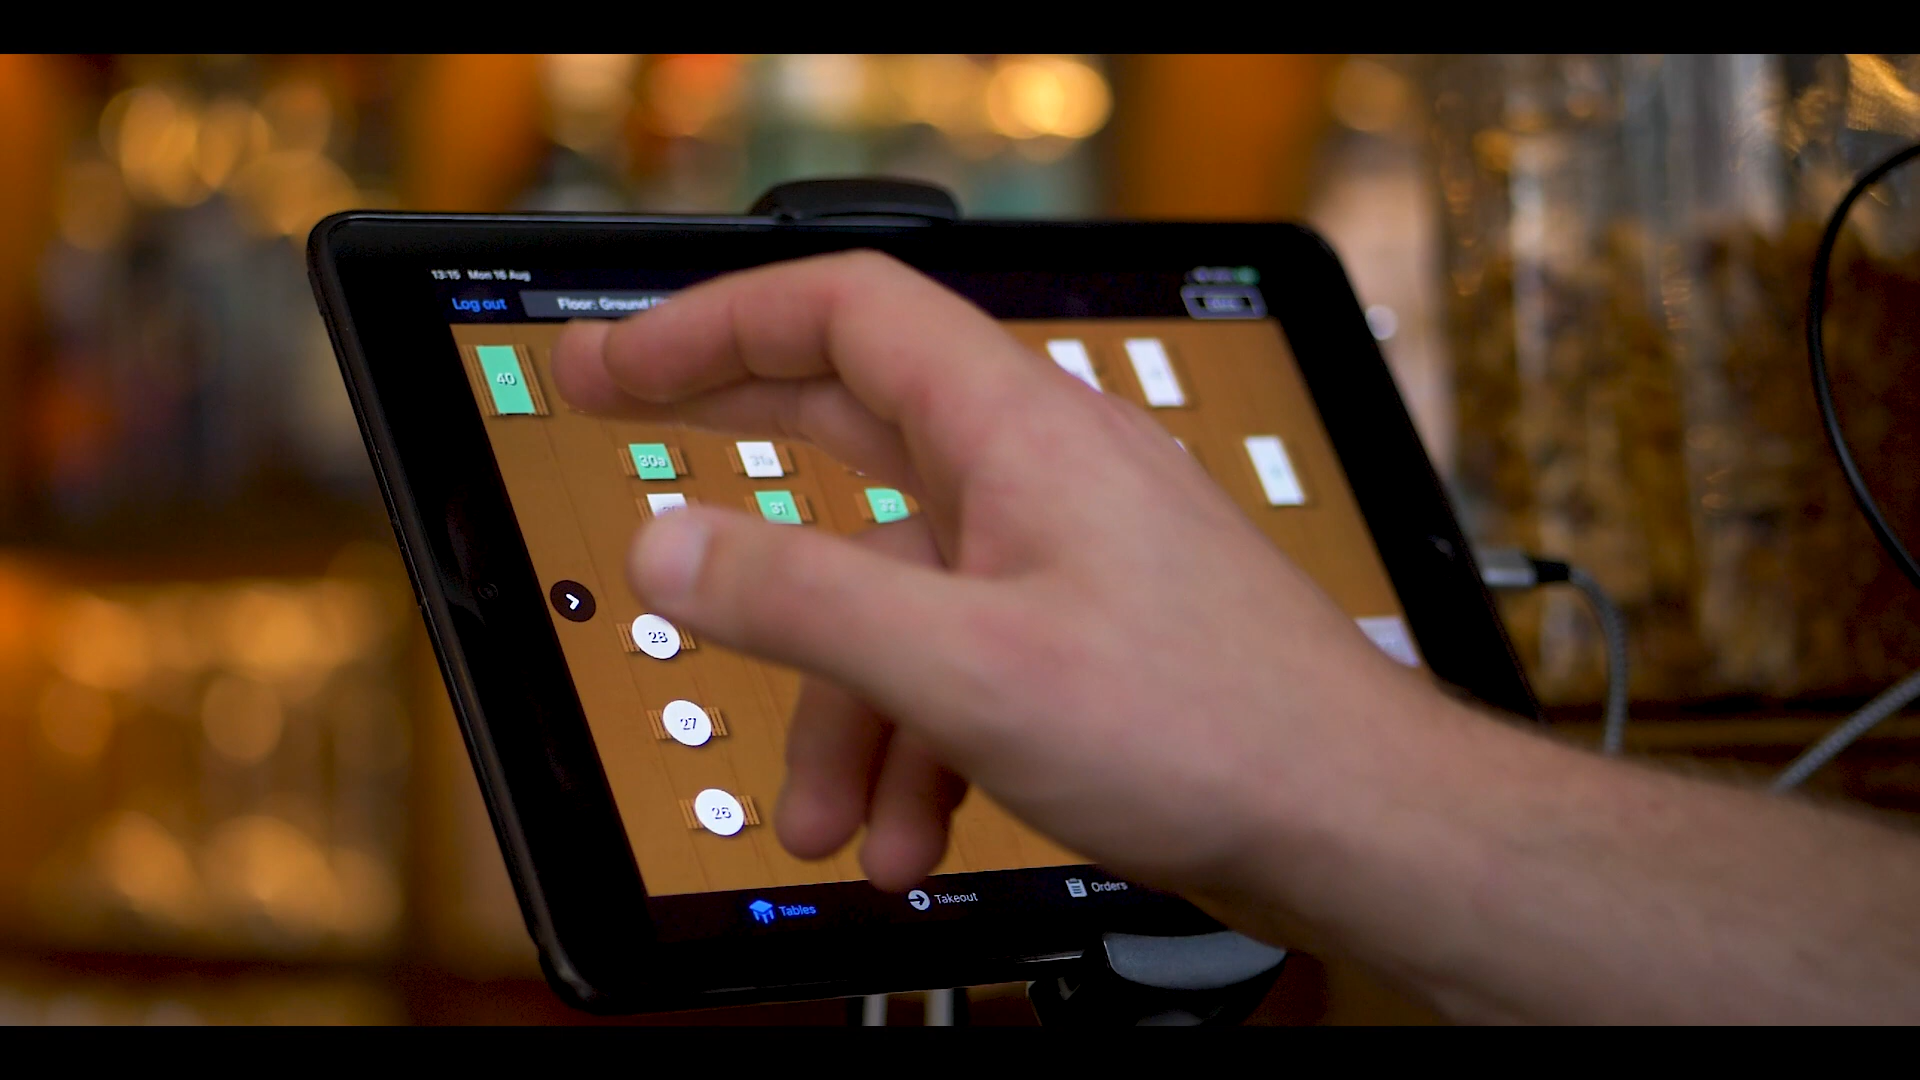 13:15 Mon 16 Aug
Log out
Floor: Ground
40
30a
31a
31
32
28
27
Tables
Takeout
Orders